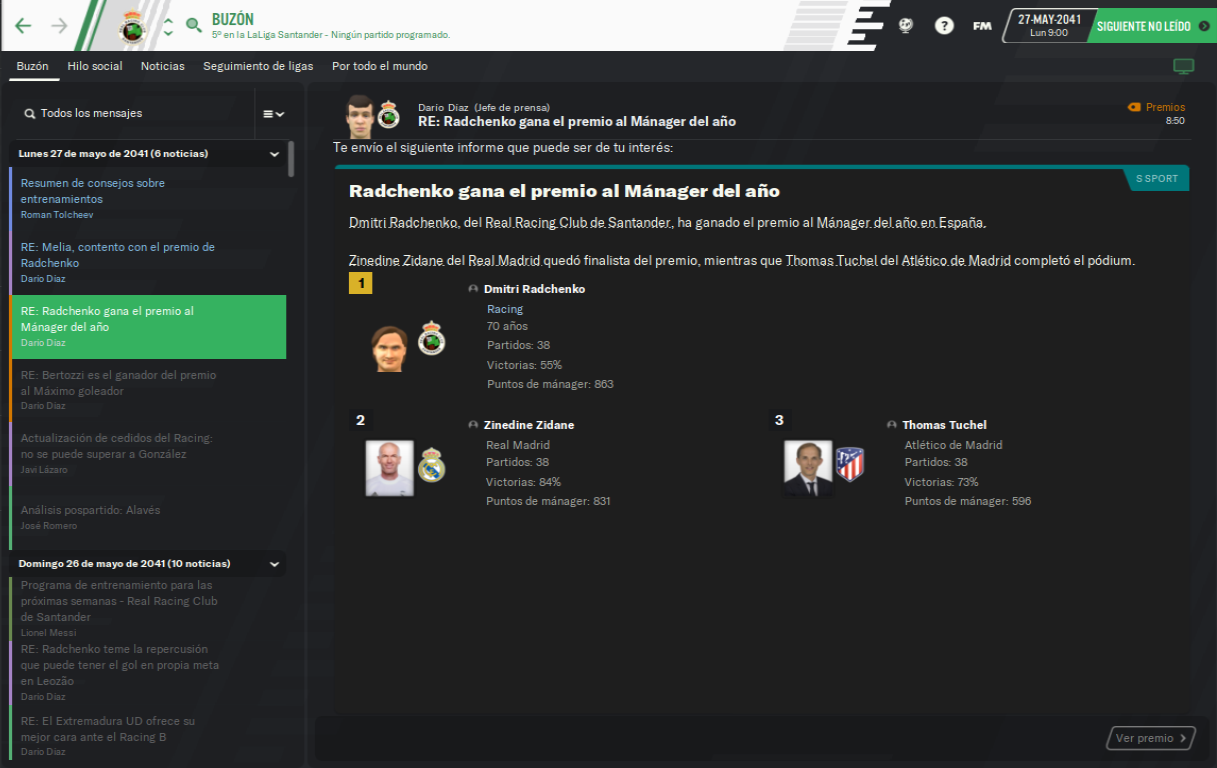 BUZÓN
5º en la LaLiga Santander - Ningún partido programado.
?
FM
27-MAY-2041
Lun 9:00
SIGUIENTE NO LEÍDO
Buzón Hilo social Noticias Seguimiento de ligas Por todo el mundo
Todos los mensajes
Lunes 27 de mayo de 2041 (6 noticias)
Resumen de consejos sobre
entrenamientos
Roman Tolcheev
RE: Melia, contento con el premio de
Radchenko
Darío Díaz
RE: Radchenko gana el premio al
Mánager del año
Darío Díaz
RE: Bertozzi es el ganador del premio
al Máximo goleador
Darío Díaz
Actualización de cedidos del Racing:
no se puede superar a González
Javi Lázaro
Análisis pospartido: Alavés
José Romero
Domingo 26 de mayo de 2041 (10 noticias)
Programa de entrenamiento para las
próximas semanas - Real Racing Club
de Santander
Lionel Messi
RE: Radchenko teme la repercusión
que puede tener el gol en propia meta
en Leozão
Darío Díaz
RE: El Extremadura UD ofrece su
mejor cara ante el Racing B
Darío Díaz
Darío Díaz (Jefe de prensa)
RE: Radchenko gana el premio al Mánager del año
Premios
8:50
Te envío el siguiente informe que puede ser de tu interés:
S SPORT
Radchenko gana el premio al Mánager del año
Dmitri Radchenko, del Real Racing Club de Santander, ha ganado el premio al Mánager del año en España.
Zinedine Zidane del Real Madrid quedó finalista del premio, mientras que Thomas Tuchel del Atlético de Madrid completó el pódium.
1
Dmitri Radchenko
Racing
70 años
Partidos: 38
Victorias: 55%
Puntos de mánager: 863
2
Zinedine Zidane
Real Madrid
Partidos: 38
Victorias: 84%
Puntos de mánager: 831
3
Thomas Tuchel
Atlético de Madrid
Partidos: 38
Victorias: 73%
Puntos de mánager: 596
Ver premio